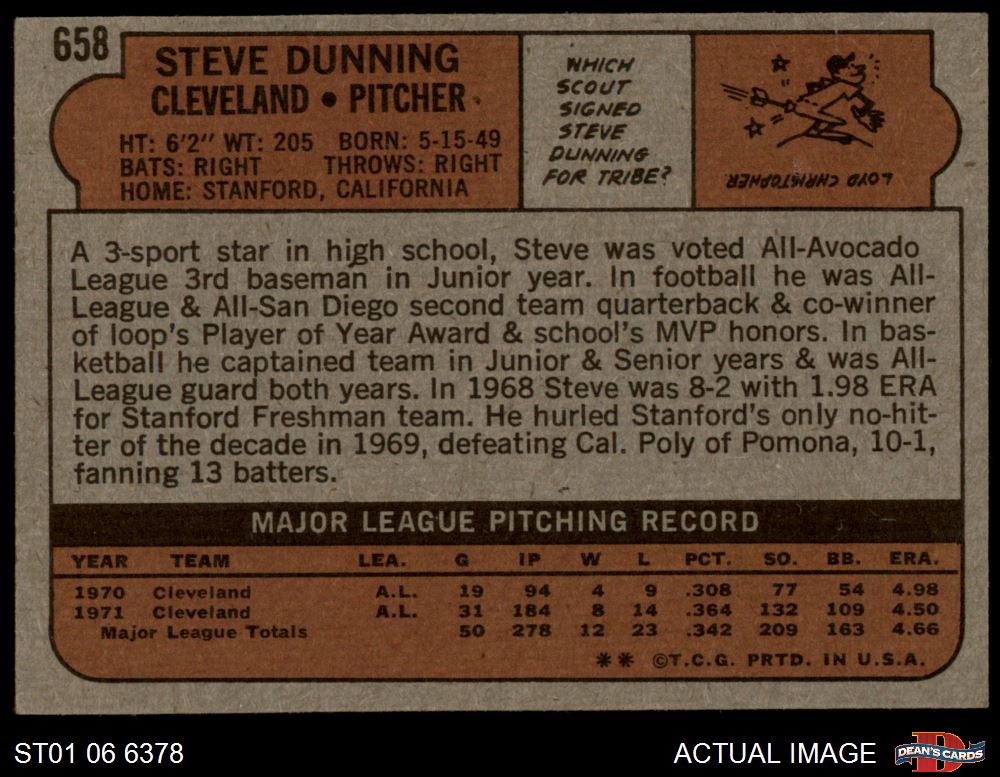 658
STEVE DUNNING
CLEVELAND • PITCHER
HT: 6'2" WT: 205 BORN: 5-15-49
BATS: RIGHT THROWS: RIGHT
HOME: STANFORD, CALIFORNIA
WHICH
SCOUT
SIGNED
STEVE
DUNNING
FOR TRIBE?
LOYD CHRISTOPHER
A 3-sport star in high school, Steve was voted All-Avocado
League 3rd baseman in Junior year. In football he was All-
League & All-San Diego second team quarterback & co-winner
of loop's Player of Year Award & school's MVP honors. In bas-
ketball he captained team in Junior & Senior years & was All-
League guard both years. In 1968 Steve was 8-2 with 1.98 ERA
for Stanford Freshman team. He hurled Stanford's only no-hit-
ter of the decade in 1969, defeating Cal. Poly of Pomona, 10-1,
fanning 13 batters.
MAJOR LEAGUE PITCHING RECORD
YEAR TEAM LEA. G IP W L PCT. SO. BB. ERA.
1970 Cleveland A.L. 19 94 4 9 .308 77 54 4.98
1971 Cleveland A.L. 31 184 8 14 .364 132 109 4.50
Major League Totals 50 278 12 23 .342 209 163 4.66
** ©T.C.G. PRTD. IN U.S.A.
ST01 06 6378
ACTUAL IMAGE
D
DEAN'S CARDS